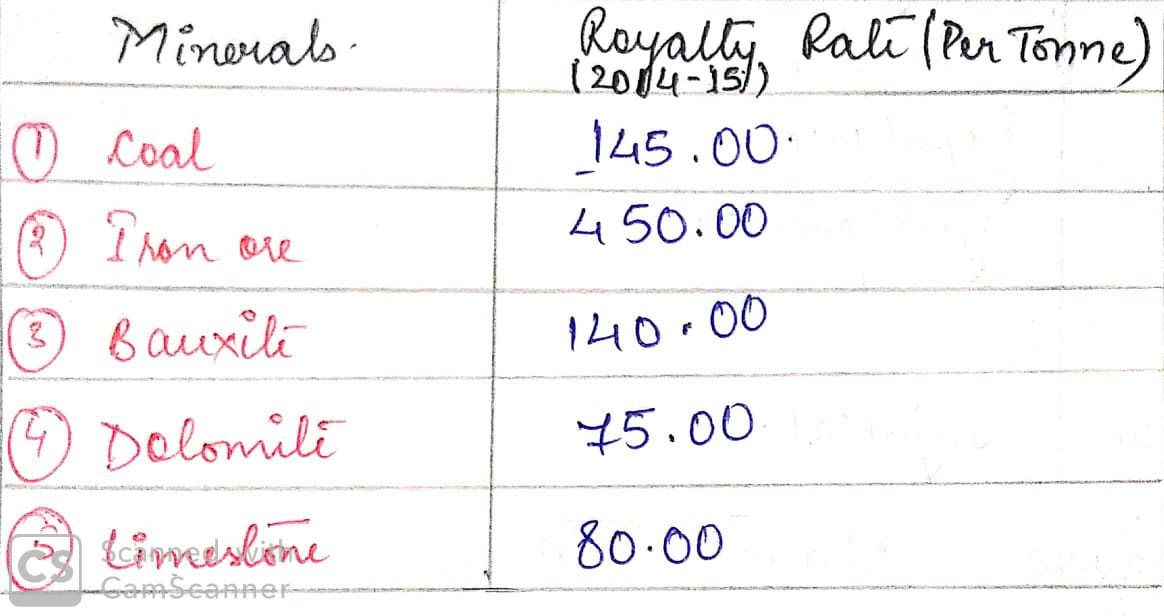 Minerals. Royalty Rate (Per Tonne)
(2014-15)
① Coal 145.00
② Iron ore 450.00
③ Bauxite 140.00
④ Dolomite 75.00
⑤ Limestone 80.00
CS Scanned with
CamScanner